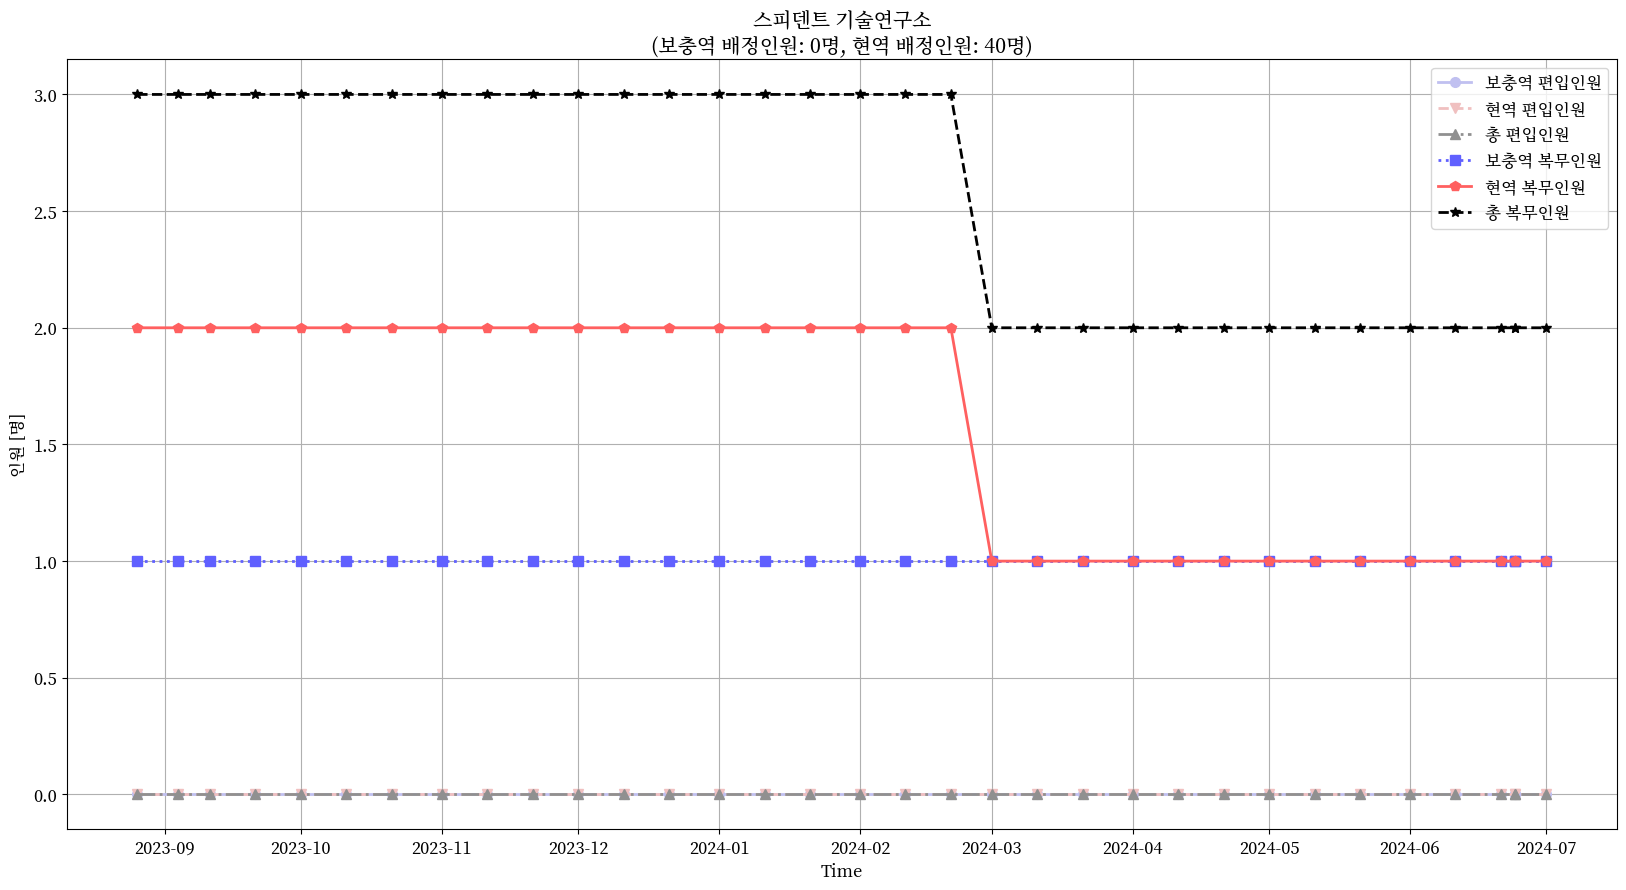 스피덴트 기술연구소
(보충역 배정인원: 0명, 현역 배정인원: 40명)
보충역 편입인원
현역 편입인원
총 편입인원
보충역 복무인원
현역 복무인원
총 복무인원
인원 [명]
3.0
2.5
2.0
1.5
1.0
0.5
0.0
2023-09 2023-10 2023-11 2023-12 2024-01 2024-02 2024-03 2024-04 2024-05 2024-06 2024-07
Time